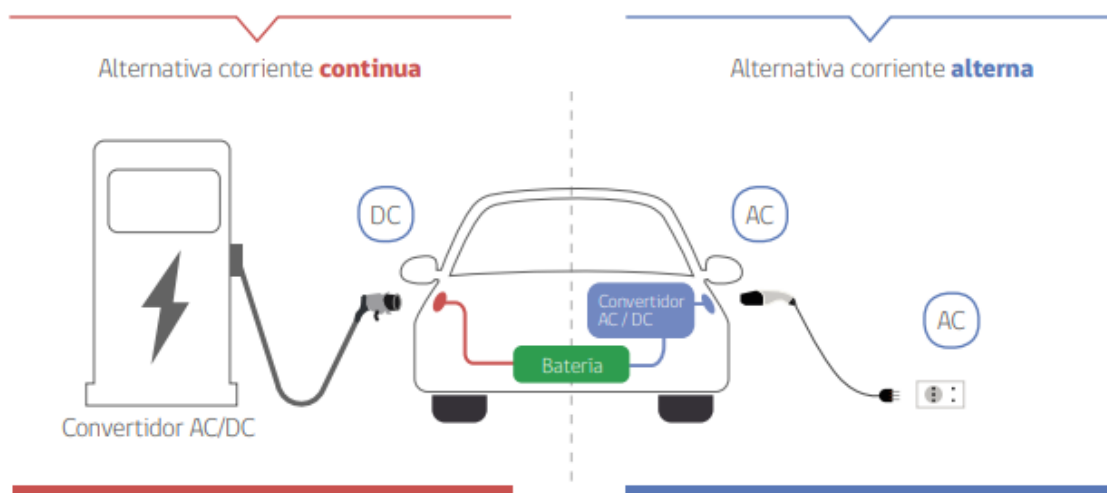 Alternativa corriente continua
Alternativa corriente alterna
DC
AC
Convertidor
AC / DC
AC
Batería
Convertidor AC/DC